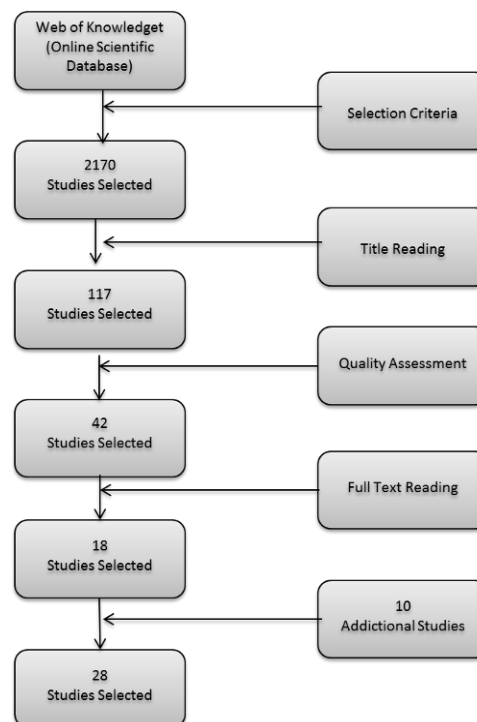 Web of Knowledget
(Online Scientific
Database)
Selection Criteria
2170
Studies Selected
Title Reading
117
Studies Selected
Quality Assessment
42
Studies Selected
Full Text Reading
18
Studies Selected
10
Addictional Studies
28
Studies Selected